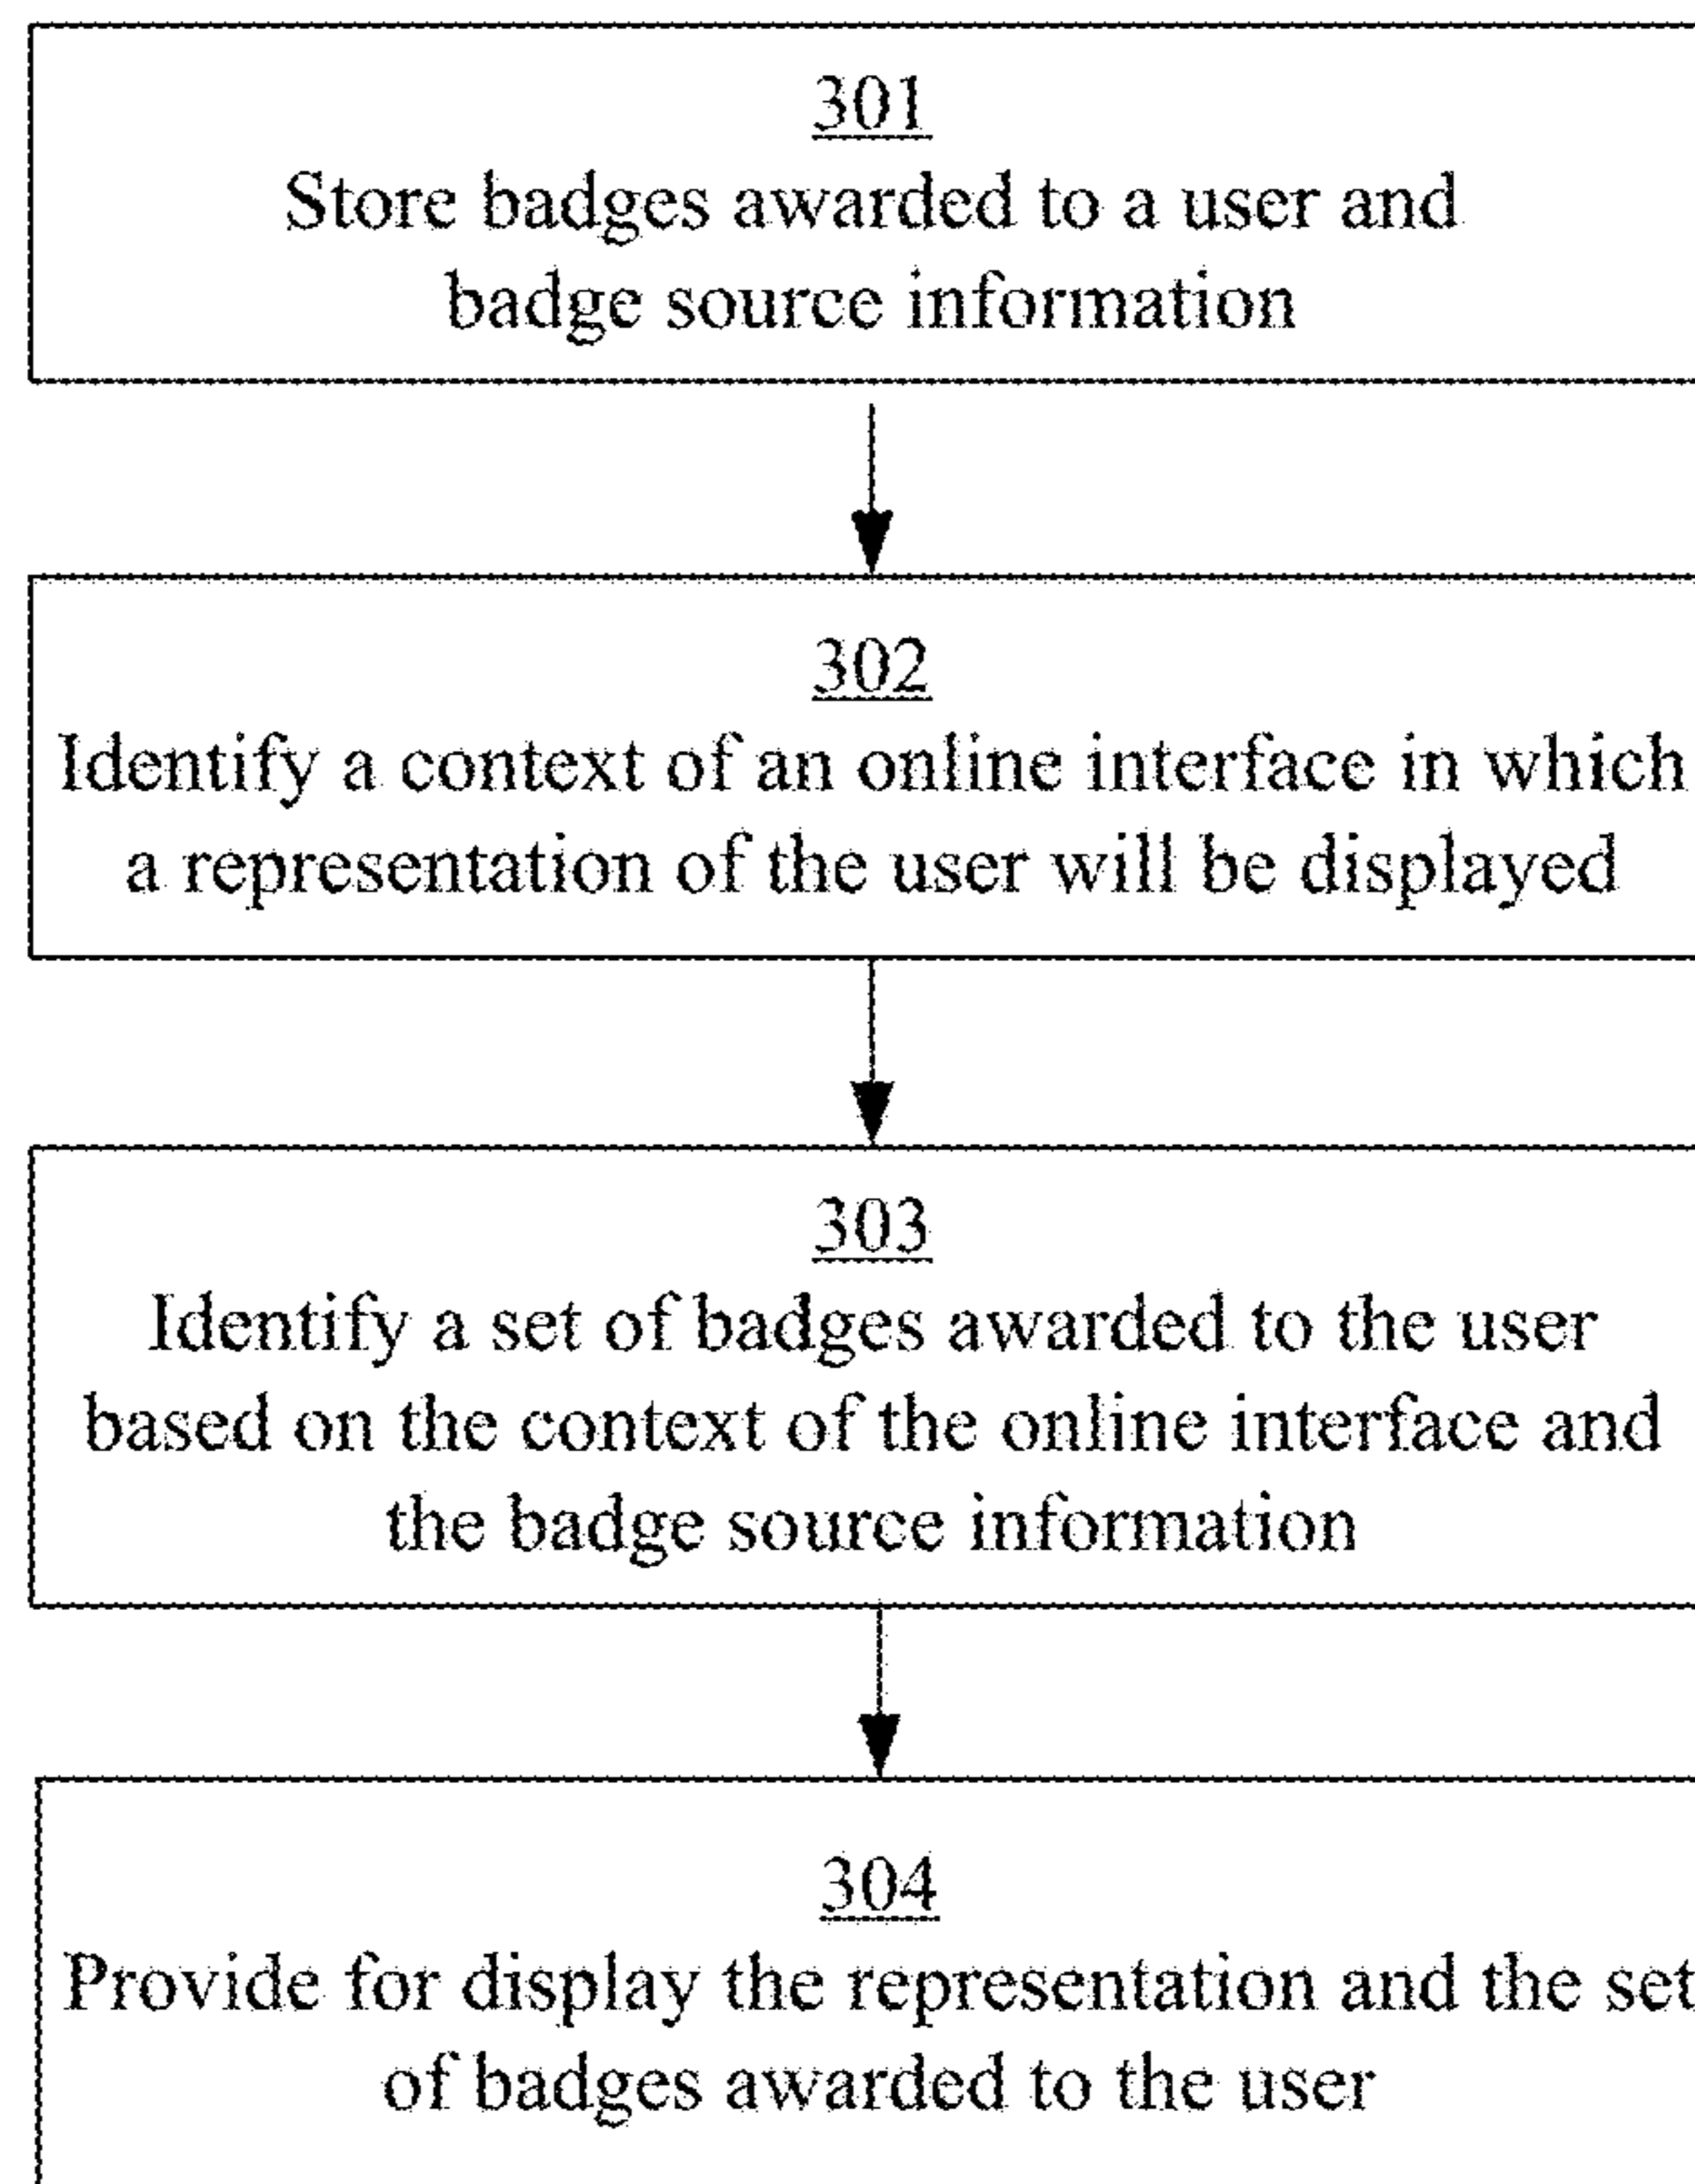 301
Store badges awarded to a user and
badge source information
302
Identify a context of an online interface in which
a representation of the user will be displayed
303
Identify a set of badges awarded to the user
based on the context of the online interface and
the badge source information
304
Provide for display the representation and the set
of badges awarded to the user